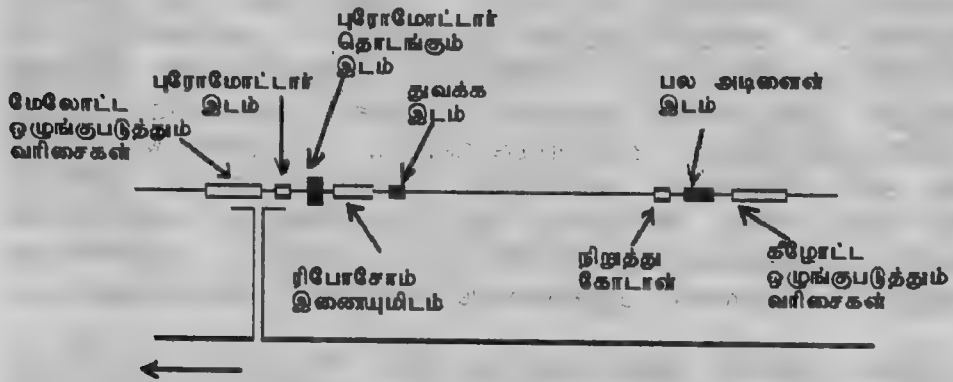 புரோமோட்டார்
தொடங்கும்
இடம்
புரோமோட்டார்
இடம்
பல அடினைன்
இடம்
துவக்க
இடம்
மேலோட்ட
ஒழுங்குபடுத்தும்
வரிசைகள்
ரிபோசோம்
இணையுமிடம்
நிறுத்து
கோடான்
கீழோட்ட
ஒழுங்குபடுத்தும்
வரிசைகள்